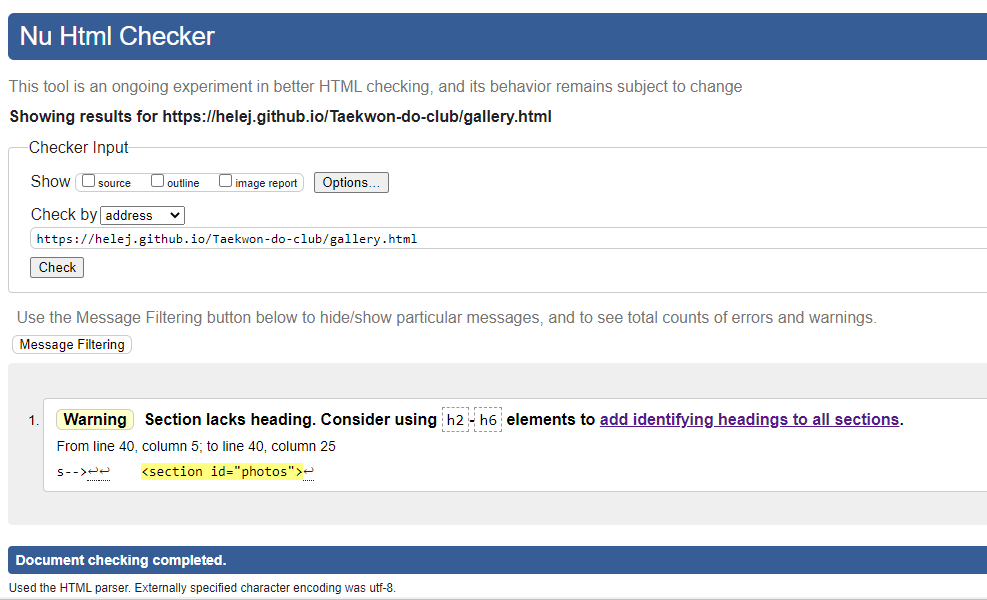 Nu Html Checker
This tool is an ongoing experiment in better HTML checking, and its behavior remains subject to change
Showing results for https://helej.github.io/Taekwon-do-club/gallery.html
Checker Input
Show source outline image report Options...
Check by address
https://helej.github.io/Taekwon-do-club/gallery.html
Check
Use the Message Filtering button below to hide/show particular messages, and to see total counts of errors and warnings.
Message Filtering
1. Warning Section lacks heading. Consider using h2-h6 elements to add identifying headings to all sections.
From line 40, column 5; to line 40, column 25
s-->↩↩ <section id="photos">↩
Document checking completed.
Used the HTML parser. Externally specified character encoding was utf-8.